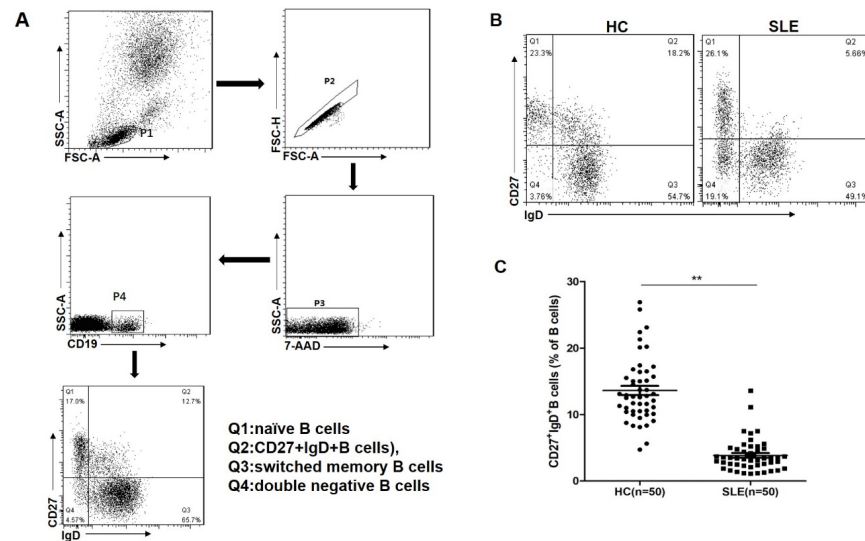 A
SSC-A
P1
FSC-A
FSC-H
P2
FSC-A
SSC-A
P4
CD19
SSC-A
P3
7-AAD
CD27
Q1
17.0%
Q2
12.7%
Q4
4.57%
Q3
65.7%
IgD
Q1:naïve B cells
Q2:CD27+IgD+B cells),
Q3:switched memory B cells
Q4:double negative B cells
B
HC
SLE
CD27
Q1
23.3%
Q2
18.2%
Q4
3.76%
Q3
54.7%
Q1
26.1%
Q2
5.66%
Q4
19.1%
Q3
49.1%
IgD
C
CD27+IgD+B cells (% of B cells)
30
20
10
0
**
HC(n=50)
SLE(n=50)